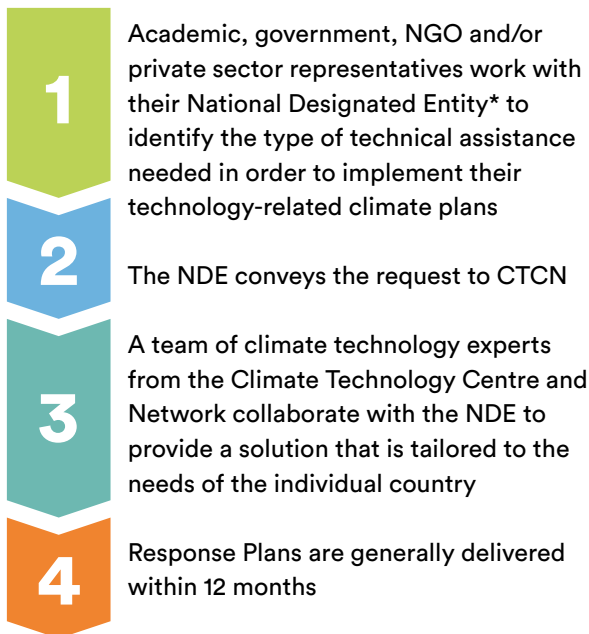 1
Academic, government, NGO and/or
private sector representatives work with
their National Designated Entity* to
identify the type of technical assistance
needed in order to implement their
technology-related climate plans
2
The NDE conveys the request to CTCN
3
A team of climate technology experts
from the Climate Technology Centre and
Network collaborate with the NDE to
provide a solution that is tailored to the
needs of the individual country
4
Response Plans are generally delivered
within 12 months